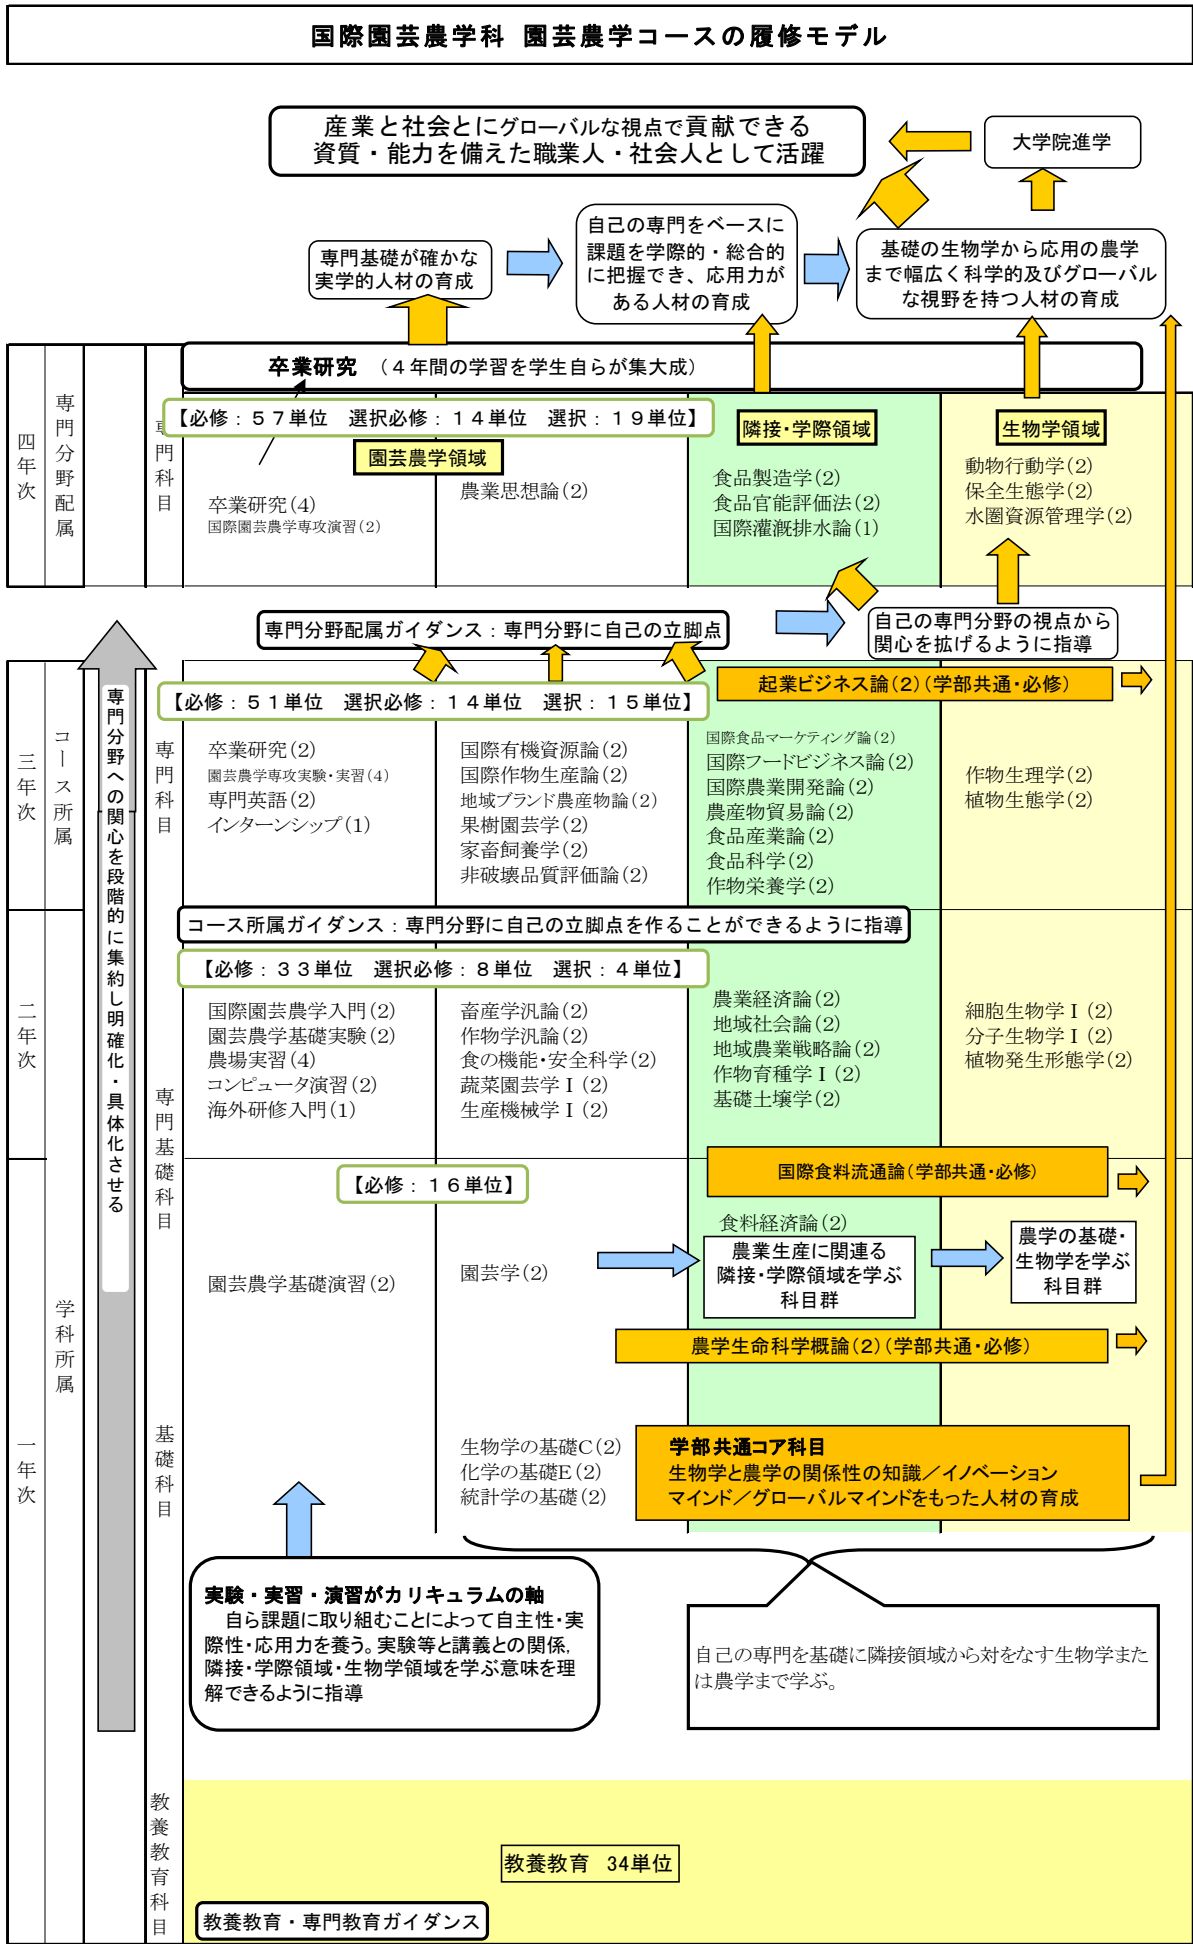 国際園芸農学科 園芸農学コースの履修モデル
産業と社会とにグローバルな視点で貢献できる
資質・能力を備えた職業人・社会人として活躍
大学院進学
専門基礎が確かな
実学的人材の育成
自己の専門をベースに
課題を学際的・総合的
に把握でき、応用力が
ある人材の育成
基礎の生物学から応用の農学
まで幅広く科学的及びグローバル
な視野を持つ人材の育成
四年次
専門分野配属
専門科目
卒業研究 （４年間の学習を学生自らが集大成）
【必修：５７単位 選択必修：１４単位 選択：１９単位】
園芸農学領域
隣接・学際領域
生物学領域
卒業研究(4)
国際園芸農学専攻演習(2)
農業思想論(2)
食品製造学(2)
食品官能評価法(2)
国際灌漑排水論(1)
動物行動学(2)
保全生態学(2)
水圏資源管理学(2)
専門分野配属ガイダンス：専門分野に自己の立脚点
自己の専門分野の視点から
関心を拡げるように指導
専門分野への関心を段階的に集約し明確化・具体化させる
三年次
コース所属
専門科目
【必修：５１単位 選択必修：１４単位 選択：１５単位】
起業ビジネス論(２)(学部共通・必修)
卒業研究(2)
園芸農学専攻実験・実習(4)
専門英語(2)
インターンシップ(1)
国際有機資源論(2)
国際作物生産論(2)
地域ブランド農産物論(2)
果樹園芸学(2)
家畜飼養学(2)
非破壊品質評価論(2)
国際食品マーケティング論(2)
国際フードビジネス論(2)
国際農業開発論(2)
農産物貿易論(2)
食品産業論(2)
食品科学(2)
作物栄養学(2)
作物生理学(2)
植物生態学(2)
コース所属ガイダンス：専門分野に自己の立脚点を作ることができるように指導
二年次
専門基礎科目
【必修：３３単位 選択必修：８単位 選択：４単位】
国際園芸農学入門(2)
園芸農学基礎実験(2)
農場実習(4)
コンピュータ演習(2)
海外研修入門(1)
畜産学汎論(2)
作物学汎論(2)
食の機能・安全科学(2)
蔬菜園芸学Ⅰ(2)
生産機械学Ⅰ(2)
農業経済論(2)
地域社会論(2)
地域農業戦略論(2)
作物育種学Ⅰ(2)
基礎土壌学(2)
細胞生物学Ⅰ(2)
分子生物学Ⅰ(2)
植物発生形態学(2)
学科所属
一年次
【必修：１６単位】
国際食料流通論(学部共通・必修)
園芸農学基礎演習(2)
園芸学(2)
食料経済論(2)
農業生産に関連る
隣接・学際領域を学ぶ
科目群
農学の基礎・
生物学を学ぶ
科目群
農学生命科学概論(２)(学部共通・必修)
基礎科目
生物学の基礎C(2)
化学の基礎E(2)
統計学の基礎(2)
学部共通コア科目
生物学と農学の関係性の知識／イノベーション
マインド／グローバルマインドをもった人材の育成
実験・実習・演習がカリキュラムの軸
自ら課題に取り組むことによって自主性・実
際性・応用力を養う。実験等と講義との関係,
隣接・学際領域・生物学領域を学ぶ意味を理
解できるように指導
自己の専門を基礎に隣接領域から対をなす生物学また
は農学まで学ぶ。
教養教育科目
教養教育 34単位
教養教育・専門教育ガイダンス